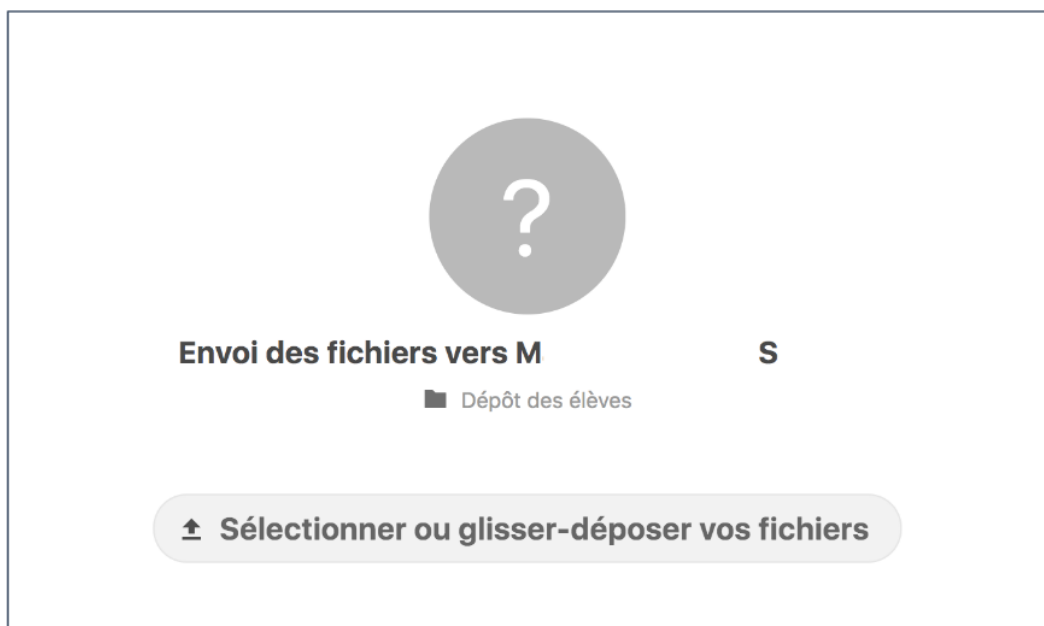 ?
Envoi des fichiers vers M S
Dépôt des élèves
Sélectionner ou glisser-déposer vos fichiers